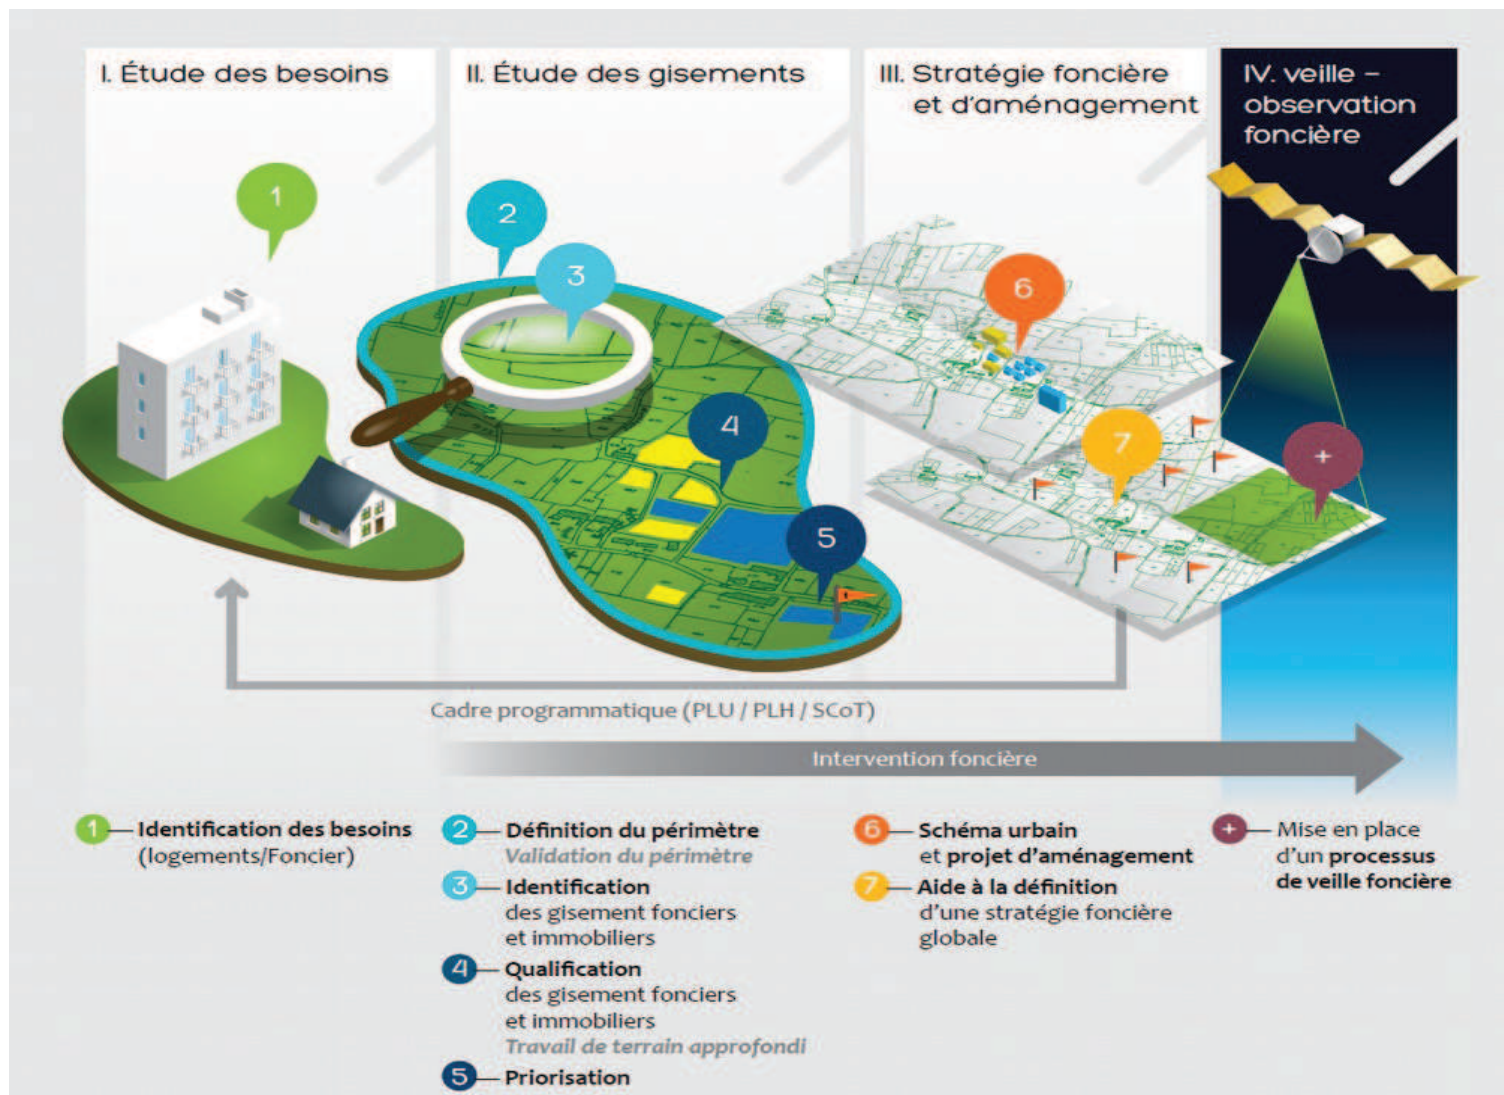 I. Étude des besoins
II. Étude des gisements
III. Stratégie foncière
et d'aménagement
IV. veille –
observation
foncière
1
2
3
4
5
6
7
+
Cadre programmatique (PLU / PLH / SCoT)
Intervention foncière
1 Identification des besoins
(logements/Foncier)
2 Définition du périmètre
Validation du périmètre
3 Identification
des gisement fonciers
et immobiliers
4 Qualification
des gisement fonciers
et immobiliers
Travail de terrain approfondi
5 Priorisation
6 Schéma urbain
et projet d'aménagement
7 Aide à la définition
d'une stratégie foncière
globale
+ Mise en place
d'un processus
de veille foncière